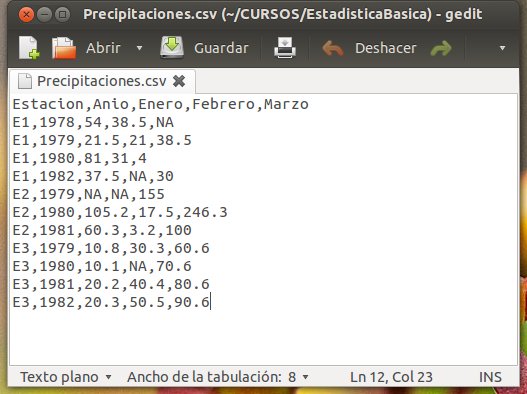 Precipitaciones.csv (~/CURSOS/EstadisticaBasica) - gedit
Abrir Guardar Deshacer
Precipitaciones.csv
Estacion,Anio,Enero,Febrero,Marzo
E1,1978,54,38.5,NA
E1,1979,21.5,21,38.5
E1,1980,81,31,4
E1,1982,37.5,NA,30
E2,1979,NA,NA,155
E2,1980,105.2,17.5,246.3
E2,1981,60.3,3.2,100
E3,1979,10.8,30.3,60.6
E3,1980,10.1,NA,70.6
E3,1981,20.2,40.4,80.6
E3,1982,20.3,50.5,90.6
Texto plano Ancho de la tabulación: 8 Ln 12, Col 23 INS